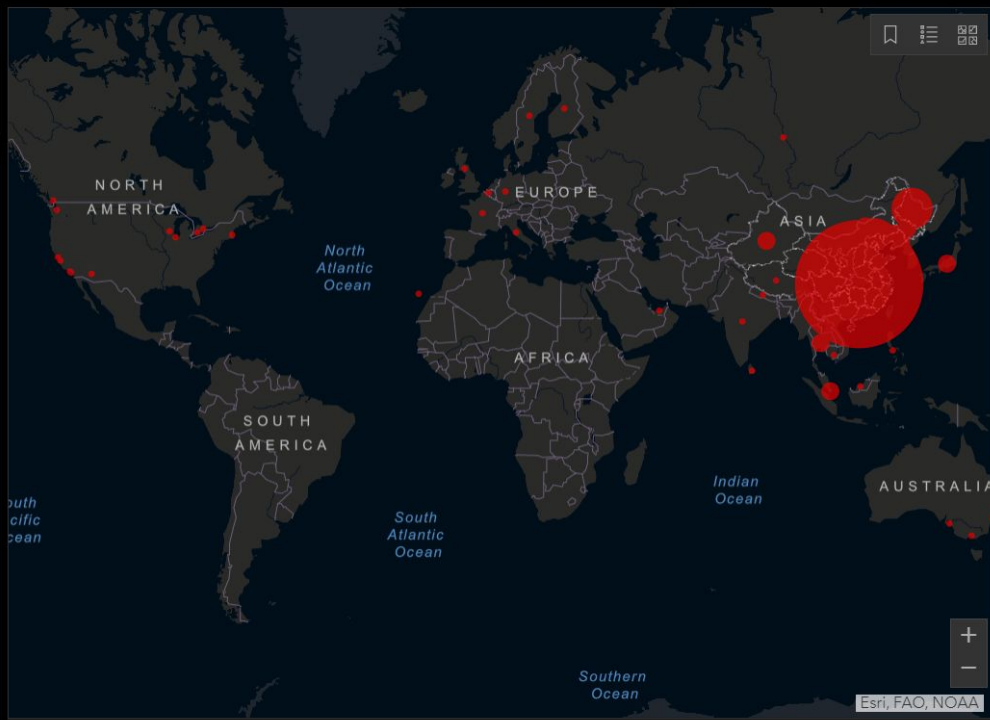 NORTH
AMERICA
EUROPE
ASIA
North
Atlantic
Ocean
AFRICA
SOUTH
AMERICA
Indian
Ocean
AUSTRALIA
outh
cific
cean
South
Atlantic
Ocean
Southern
Ocean
+
−
Esri, FAO, NOAA